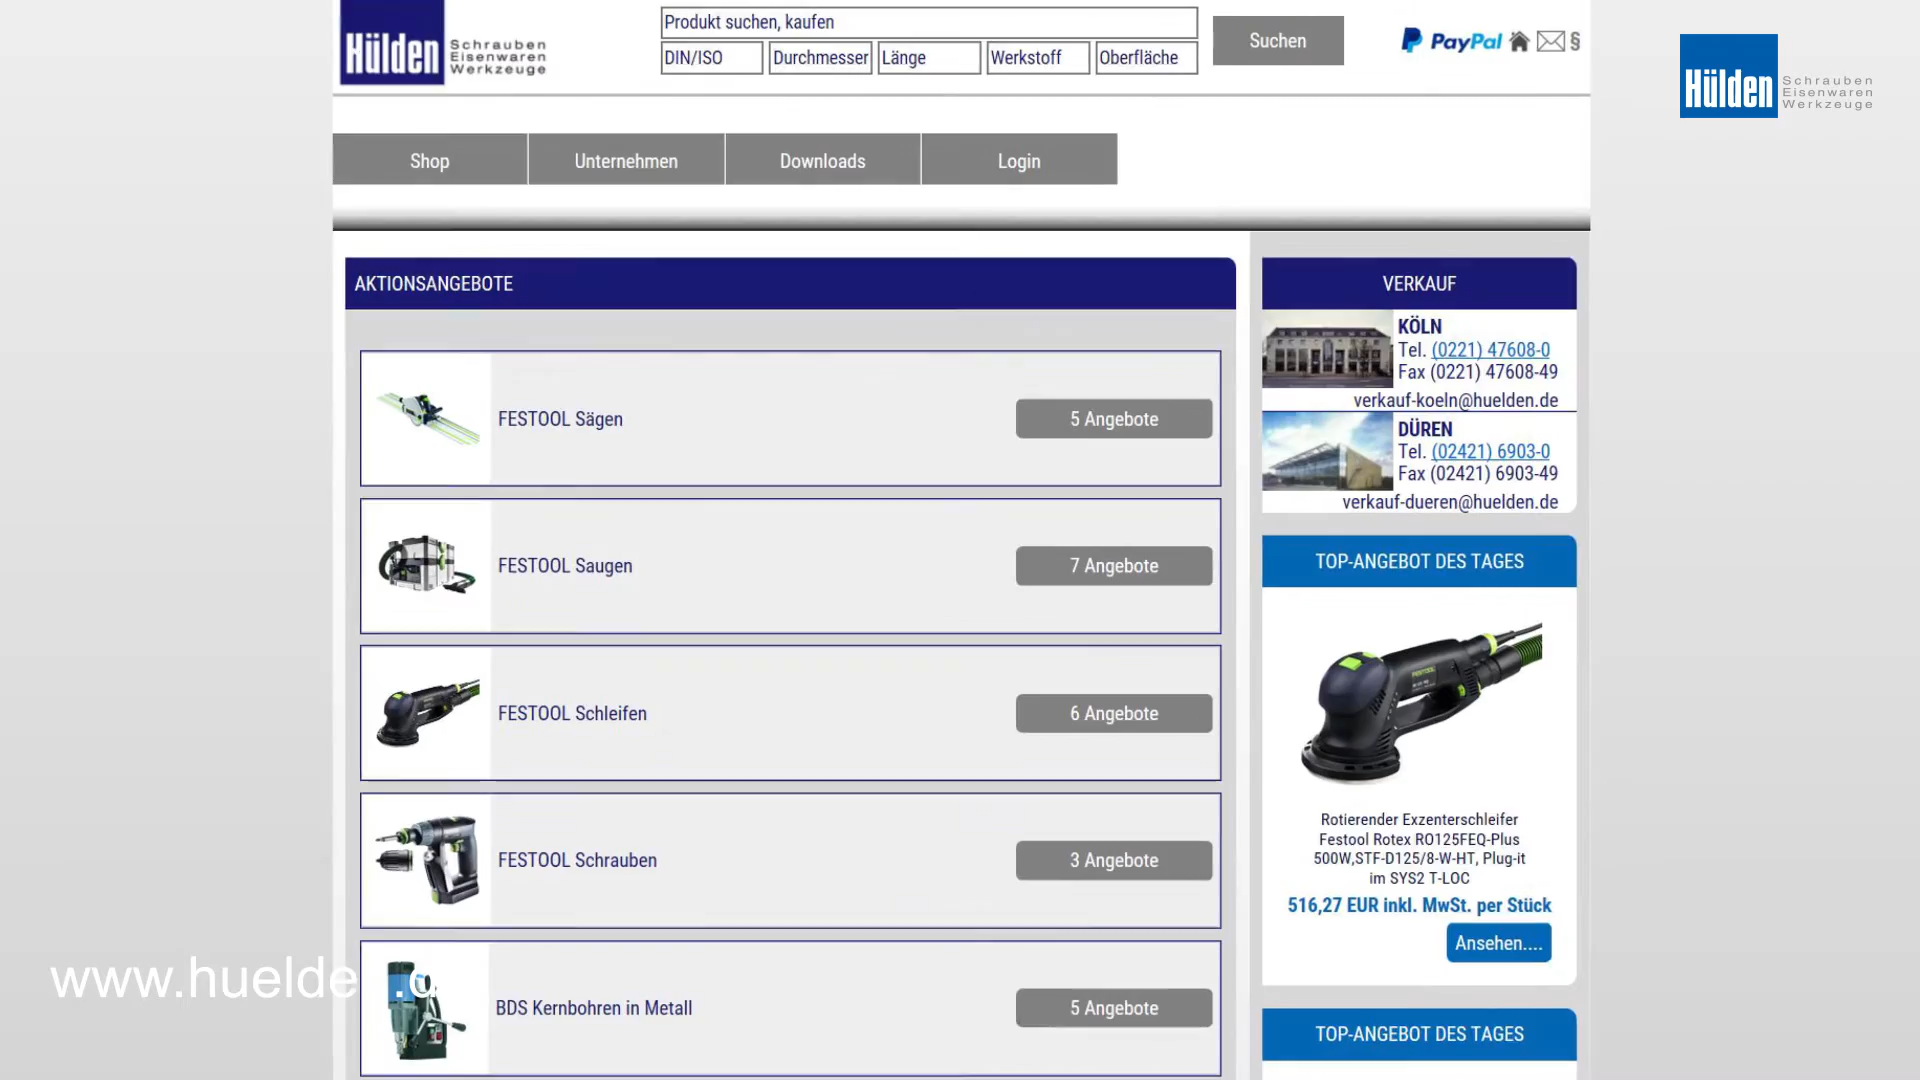 Hülden
Schrauben
Eisenwaren
Werkzeuge
Produkt suchen, kaufen
DIN/ISO Durchmesser Länge Werkstoff Oberfläche
Suchen
PayPal §
Hülden
Schrauben
Eisenwaren
Werkzeuge
Shop Unternehmen Downloads Login
AKTIONSANGEBOTE
FESTOOL Sägen 5 Angebote
FESTOOL Saugen 7 Angebote
FESTOOL Schleifen 6 Angebote
FESTOOL Schrauben 3 Angebote
BDS Kernbohren in Metall 5 Angebote
VERKAUF
KÖLN
Tel. (0221) 47608-0
Fax (0221) 47608-49
verkauf-koeln@huelden.de
DÜREN
Tel. (02421) 6903-0
Fax (02421) 6903-49
verkauf-dueren@huelden.de
TOP-ANGEBOT DES TAGES
FESTOOL
Rotierender Exzenterschleifer
Festool Rotex RO125FEQ-Plus
500W,STF-D125/8-W-HT, Plug-it
im SYS2 T-LOC
516,27 EUR inkl. MwSt. per Stück
Ansehen....
TOP-ANGEBOT DES TAGES